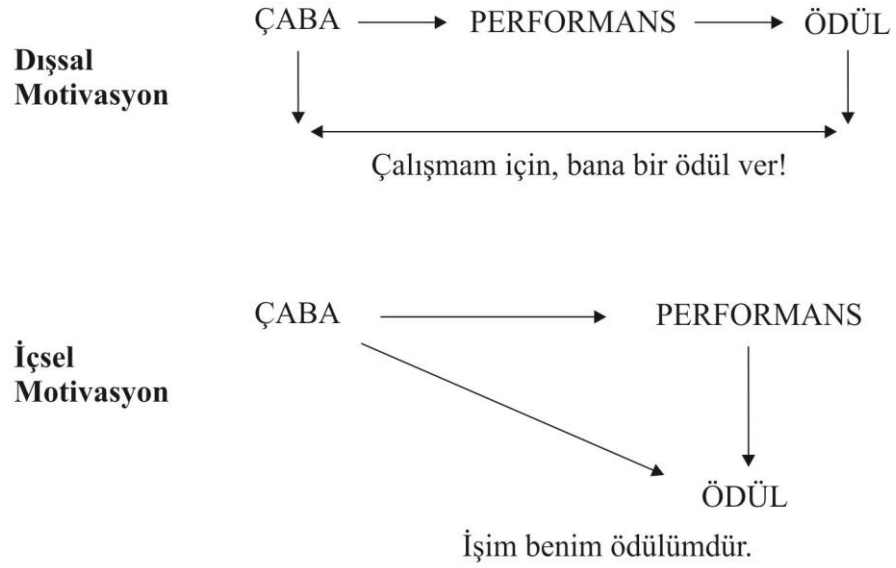 ÇABA PERFORMANS ÖDÜL
Dışsal
Motivasyon
Çalışmam için, bana bir ödül ver!
ÇABA PERFORMANS
İçsel
Motivasyon
ÖDÜL
İşim benim ödülümdür.